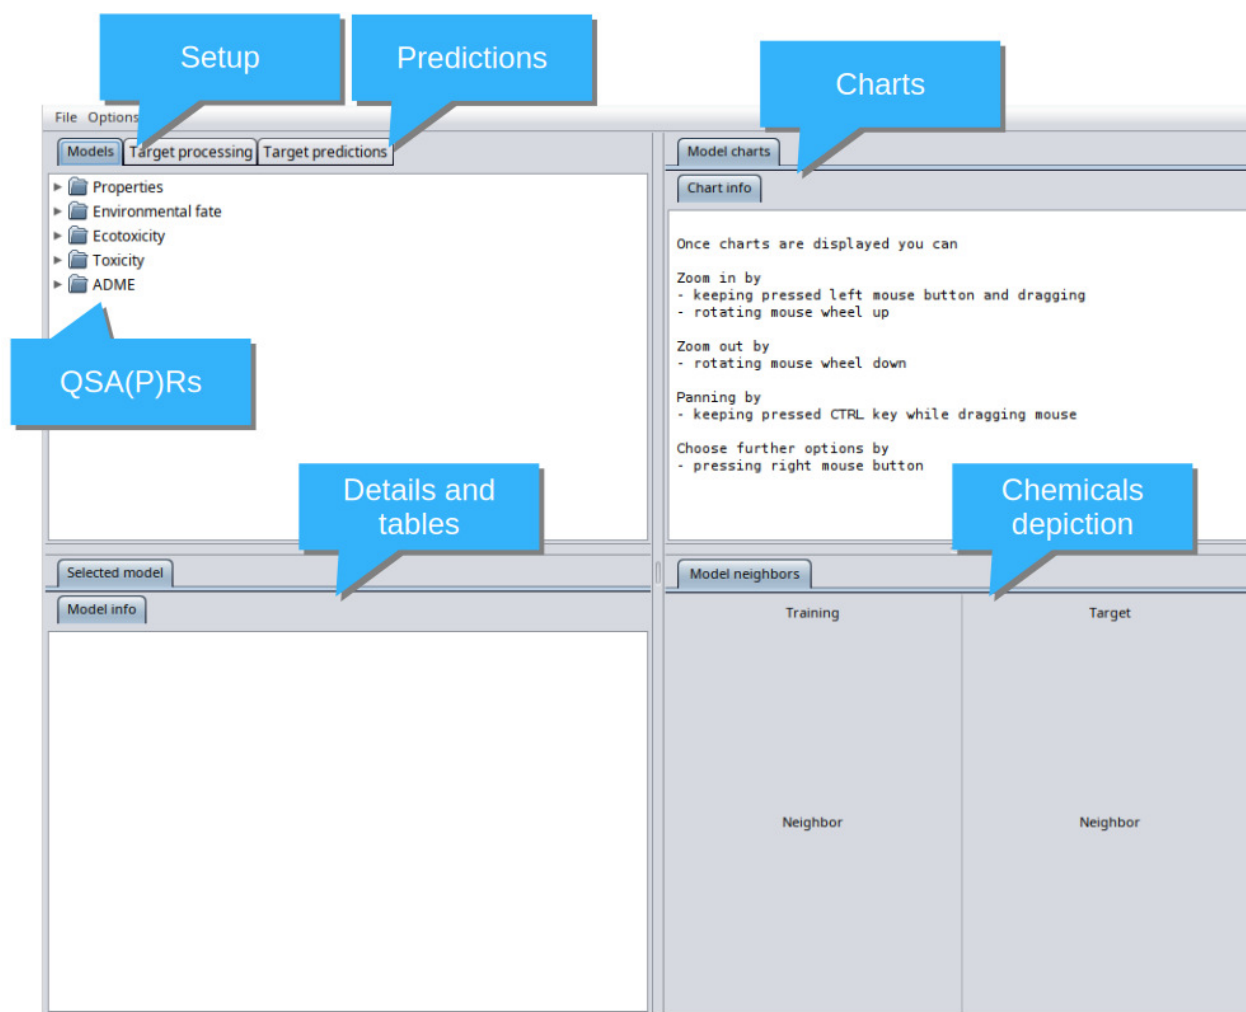 Setup
Predictions
Charts
File Options
Models Target processing Target predictions
Model charts
Properties
Environmental fate
Ecotoxicity
Toxicity
ADME
QSA(P)Rs
Chart info
Once charts are displayed you can
Zoom in by
- keeping pressed left mouse button and dragging
- rotating mouse wheel up
Zoom out by
- rotating mouse wheel down
Panning by
- keeping pressed CTRL key while dragging mouse
Choose further options by
- pressing right mouse button
Details and
tables
Chemicals
depiction
Selected model
Model info
Model neighbors
Training Target
Neighbor Neighbor